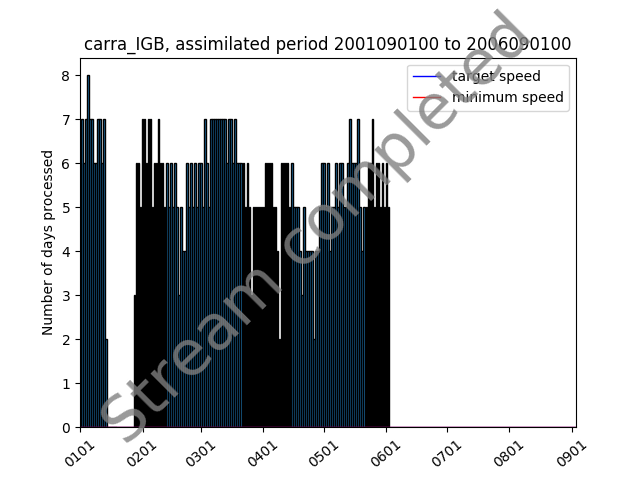 carra_IGB, assimilated period 2001090100 to 2006090100
target speed
minimum speed
Stream completed
Number of days processed
8
7
6
5
4
3
2
1
0
0101 0201 0301 0401 0501 0601 0701 0801 0901